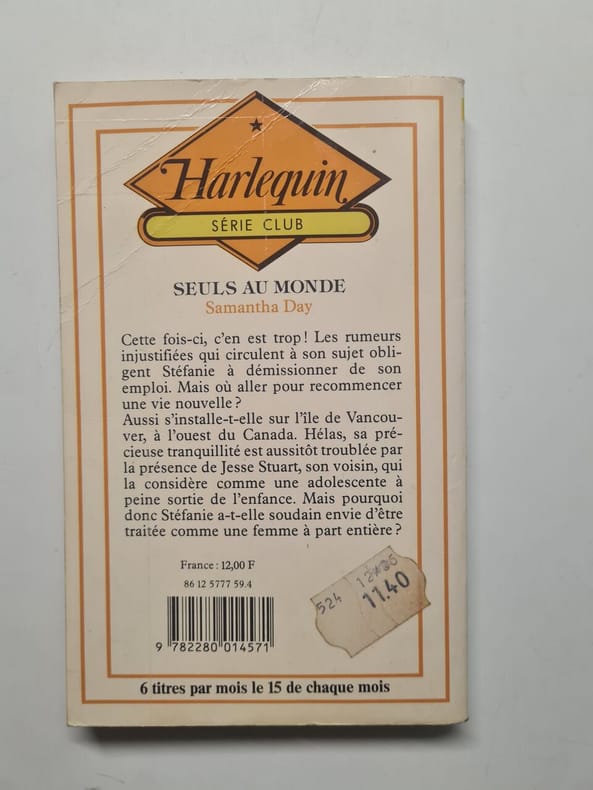 Harlequin
SÉRIE CLUB
SEULS AU MONDE
Samantha Day
Cette fois-ci, c'en est trop ! Les rumeurs
injustifiées qui circulent à son sujet obli-
gent Stéfanie à démissionner de son
emploi. Mais où aller pour recommencer
une vie nouvelle ?
Aussi s'installe-t-elle sur l'île de Vancou-
ver, à l'ouest du Canada. Hélas, sa pré-
cieuse tranquillité est aussitôt troublée par
la présence de Jesse Stuart, son voisin, qui
la considère comme une adolescente à
peine sortie de l'enfance. Mais pourquoi
donc Stéfanie a-t-elle soudain envie d'être
traitée comme une femme à part entière ?
France : 12,00 F
86 12 5777 59.4
9 782280 014571
524
11.40
6 titres par mois le 15 de chaque mois